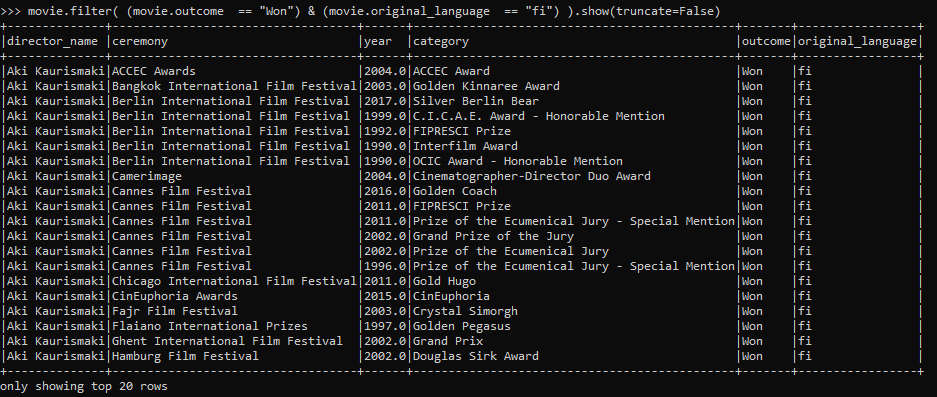 >>> movie.filter( (movie.outcome  == "Won") & (movie.original_language  == "fi") ).show(truncate=False)
+-------------+-----------------------------------+------+----------------------------------------------+-------+-----------------+
|director_name|ceremony                           |year  |category                                      |outcome|original_language|
+-------------+-----------------------------------+------+----------------------------------------------+-------+-----------------+
|Aki Kaurismaki|ACCEC Awards                       |2004.0|ACCEC Award                                   |Won    |fi               |
|Aki Kaurismaki|Bangkok International Film Festival|2003.0|Golden Kinnaree Award                         |Won    |fi               |
|Aki Kaurismaki|Berlin International Film Festival |2017.0|Silver Berlin Bear                            |Won    |fi               |
|Aki Kaurismaki|Berlin International Film Festival |1999.0|C.I.C.A.E. Award - Honorable Mention          |Won    |fi               |
|Aki Kaurismaki|Berlin International Film Festival |1992.0|FIPRESCI Prize                                |Won    |fi               |
|Aki Kaurismaki|Berlin International Film Festival |1990.0|Interfilm Award                               |Won    |fi               |
|Aki Kaurismaki|Berlin International Film Festival |1990.0|OCIC Award - Honorable Mention                |Won    |fi               |
|Aki Kaurismaki|Camerimage                         |2004.0|Cinematographer-Director Duo Award            |Won    |fi               |
|Aki Kaurismaki|Cannes Film Festival               |2016.0|Golden Coach                                  |Won    |fi               |
|Aki Kaurismaki|Cannes Film Festival               |2011.0|FIPRESCI Prize                                |Won    |fi               |
|Aki Kaurismaki|Cannes Film Festival               |2011.0|Prize of the Ecumenical Jury - Special Mention|Won    |fi               |
|Aki Kaurismaki|Cannes Film Festival               |2002.0|Grand Prize of the Jury                       |Won    |fi               |
|Aki Kaurismaki|Cannes Film Festival               |2002.0|Prize of the Ecumenical Jury                  |Won    |fi               |
|Aki Kaurismaki|Cannes Film Festival               |1996.0|Prize of the Ecumenical Jury - Special Mention|Won    |fi               |
|Aki Kaurismaki|Chicago International Film Festival|2011.0|Gold Hugo                                     |Won    |fi               |
|Aki Kaurismaki|CinEuphoria Awards                 |2015.0|CinEuphoria                                   |Won    |fi               |
|Aki Kaurismaki|Fajr Film Festival                 |2003.0|Crystal Simorgh                               |Won    |fi               |
|Aki Kaurismaki|Flaiano International Prizes       |1997.0|Golden Pegasus                                |Won    |fi               |
|Aki Kaurismaki|Ghent International Film Festival  |2002.0|Grand Prix                                    |Won    |fi               |
|Aki Kaurismaki|Hamburg Film Festival              |2002.0|Douglas Sirk Award                            |Won    |fi               |
+-------------+-----------------------------------+------+----------------------------------------------+-------+-----------------+
only showing top 20 rows